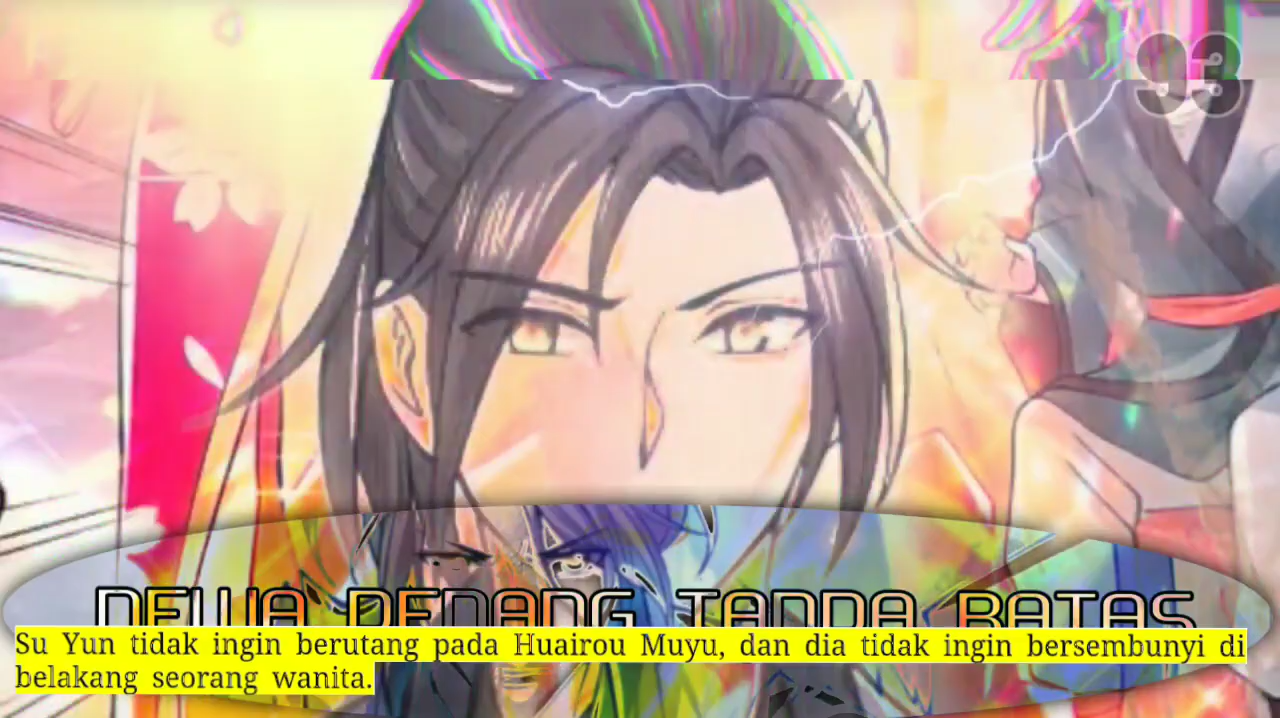 DEWA PEDANG TANPA BATAS
Su Yun tidak ingin berutang pada Huairou Muyu, dan dia tidak ingin bersembunyi di
belakang seorang wanita.